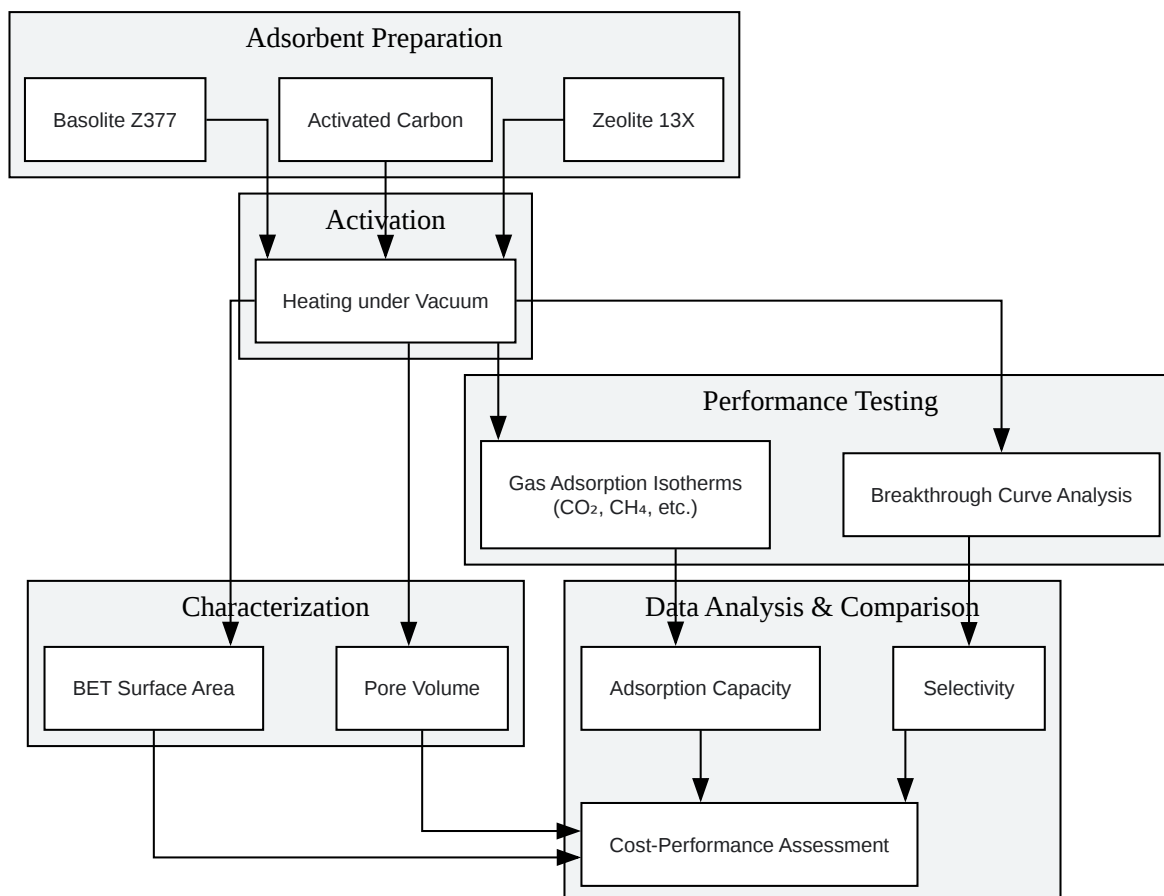 Adsorbent Preparation
Basolite Z377
Activated Carbon
Zeolite 13X
Activation
Heating under Vacuum
Performance Testing
Gas Adsorption Isotherms
(CO₂, CH₄, etc.)
Breakthrough Curve Analysis
Characterization
Data Analysis & Comparison
BET Surface Area
Pore Volume
Adsorption Capacity
Selectivity
Cost-Performance Assessment